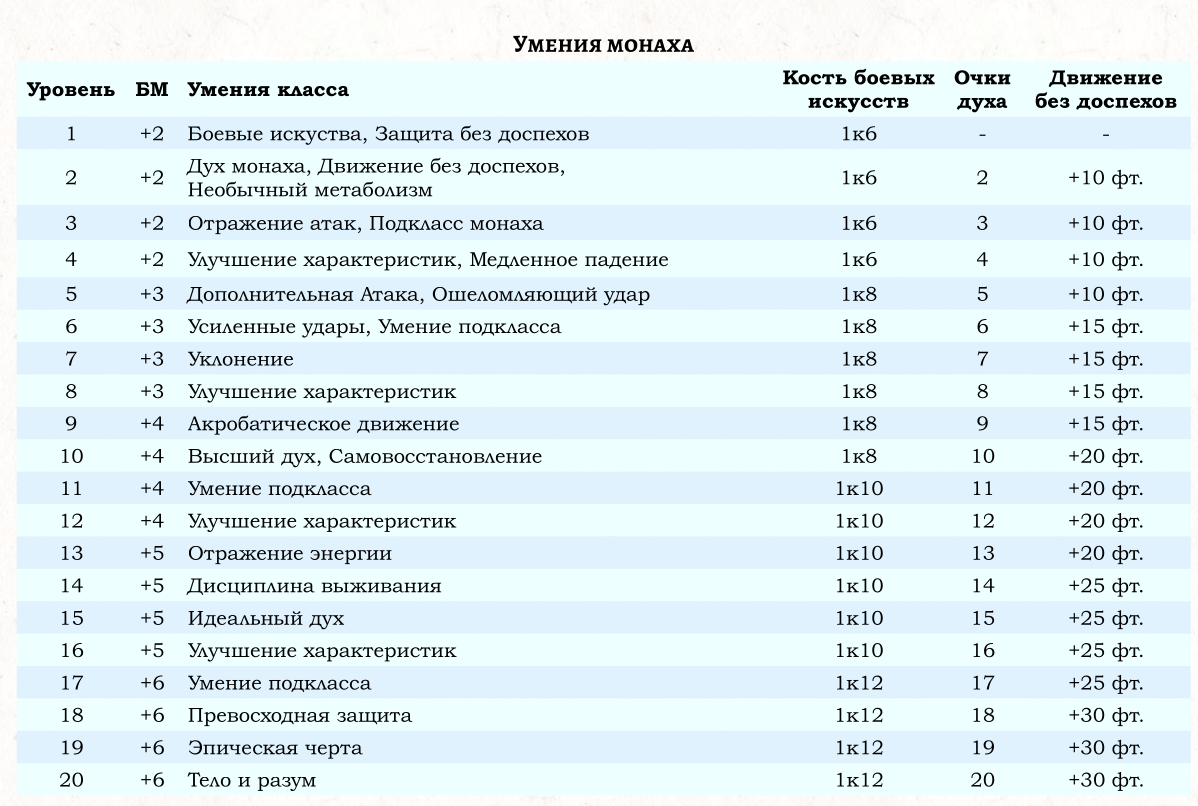 Умения монаха
Уровень БМ Умения класса Кость боевых искусств Очки духа Движение без доспехов
1 +2 Боевые искуства, Защита без доспехов 1к6 - -
2 +2 Дух монаха, Движение без доспехов, Необычный метаболизм 1к6 2 +10 фт.
3 +2 Отражение атак, Подкласс монаха 1к6 3 +10 фт.
4 +2 Улучшение характеристик, Медленное падение 1к6 4 +10 фт.
5 +3 Дополнительная Атака, Ошеломляющий удар 1к8 5 +10 фт.
6 +3 Усиленные удары, Умение подкласса 1к8 6 +15 фт.
7 +3 Уклонение 1к8 7 +15 фт.
8 +3 Улучшение характеристик 1к8 8 +15 фт.
9 +4 Акробатическое движение 1к8 9 +15 фт.
10 +4 Высший дух, Самовосстановление 1к8 10 +20 фт.
11 +4 Умение подкласса 1к10 11 +20 фт.
12 +4 Улучшение характеристик 1к10 12 +20 фт.
13 +5 Отражение энергии 1к10 13 +20 фт.
14 +5 Дисциплина выживания 1к10 14 +25 фт.
15 +5 Идеальный дух 1к10 15 +25 фт.
16 +5 Улучшение характеристик 1к10 16 +25 фт.
17 +6 Умение подкласса 1к12 17 +25 фт.
18 +6 Превосходная защита 1к12 18 +30 фт.
19 +6 Эпическая черта 1к12 19 +30 фт.
20 +6 Тело и разум 1к12 20 +30 фт.